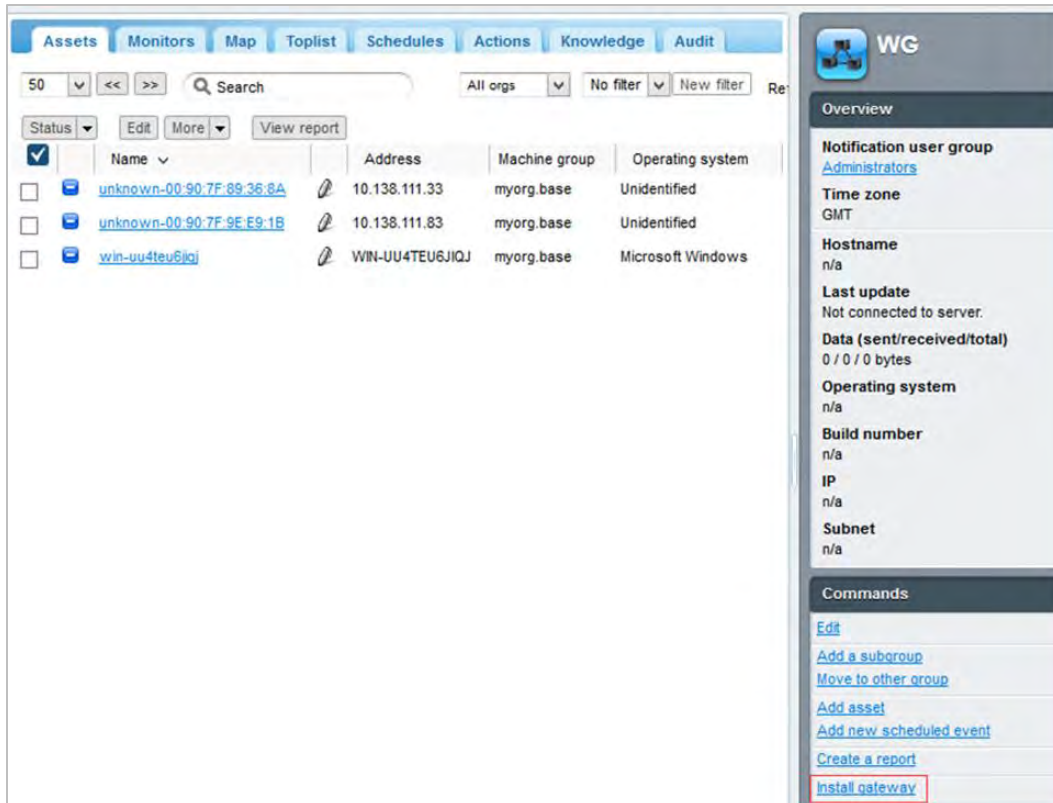 Assets Monitors Map Toplist Schedules Actions Knowledge Audit
50 << >> Search All orgs No filter New filter Re
Status Edit More View report
Name Address Machine group Operating system
unknown-00:90:7F:89:36:8A 10.138.111.33 myorg.base Unidentified
unknown-00:90:7F:9E:E9:1B 10.138.111.83 myorg.base Unidentified
win-uu4teu6jiqj WIN-UU4TEU6JIQJ myorg.base Microsoft Windows
WG
Overview
Notification user group
Administrators
Time zone
GMT
Hostname
n/a
Last update
Not connected to server.
Data (sent/received/total)
0 / 0 / 0 bytes
Operating system
n/a
Build number
n/a
IP
n/a
Subnet
n/a
Commands
Edit
Add a subgroup
Move to other group
Add asset
Add new scheduled event
Create a report
Install gateway